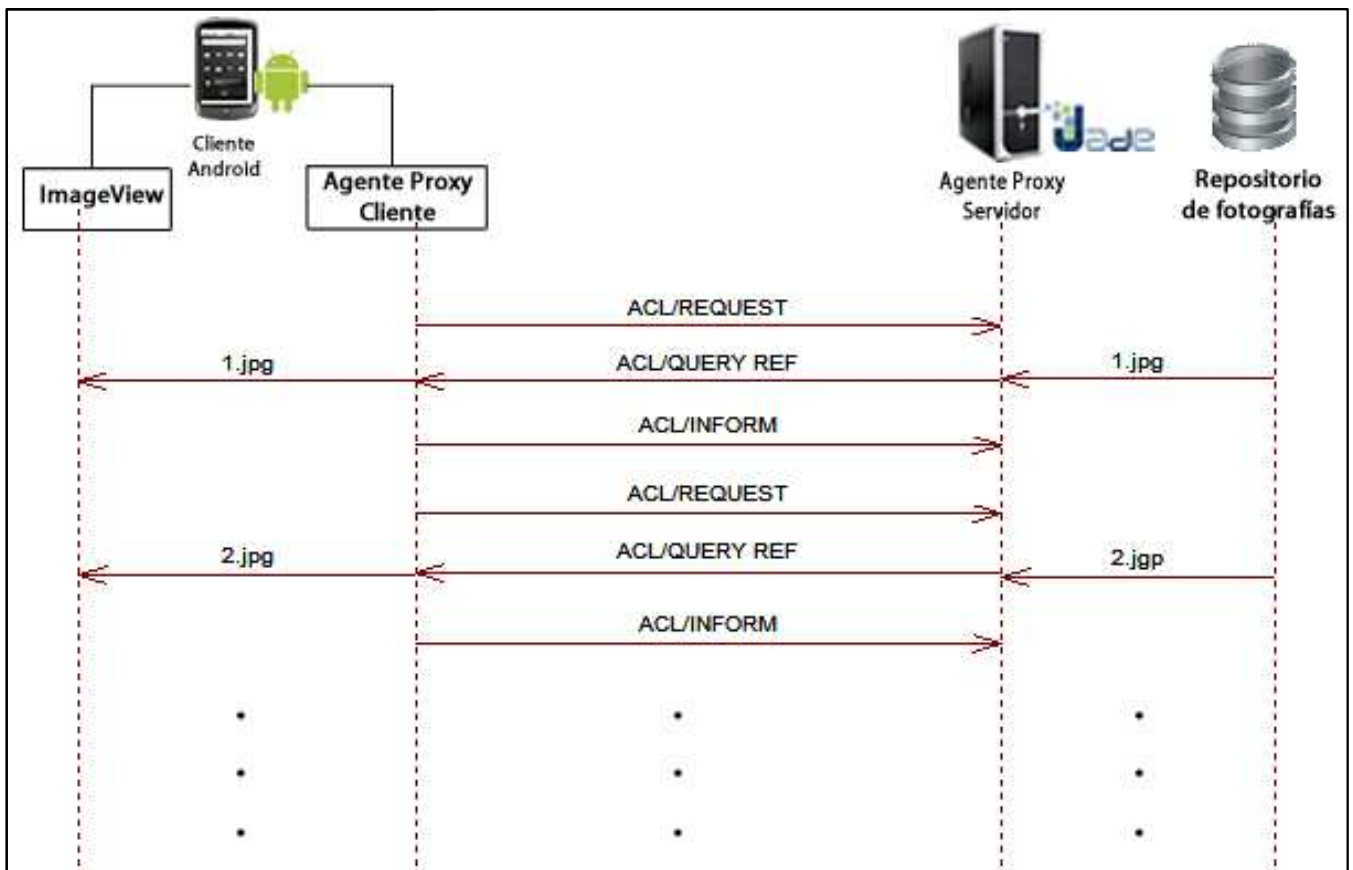 Cliente
Android
ImageView
Agente Proxy
Cliente
Jade
Agente Proxy
Servidor
Repositorio
de fotografías
ACL/REQUEST
1.jpg
ACL/QUERY REF
1.jpg
ACL/INFORM
ACL/REQUEST
2.jpg
ACL/QUERY REF
2.jgp
ACL/INFORM